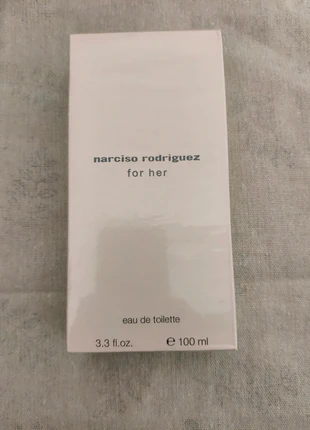 narciso rodriguez
for her
eau de toilette
3.3 fl.oz. ℮ 100 ml